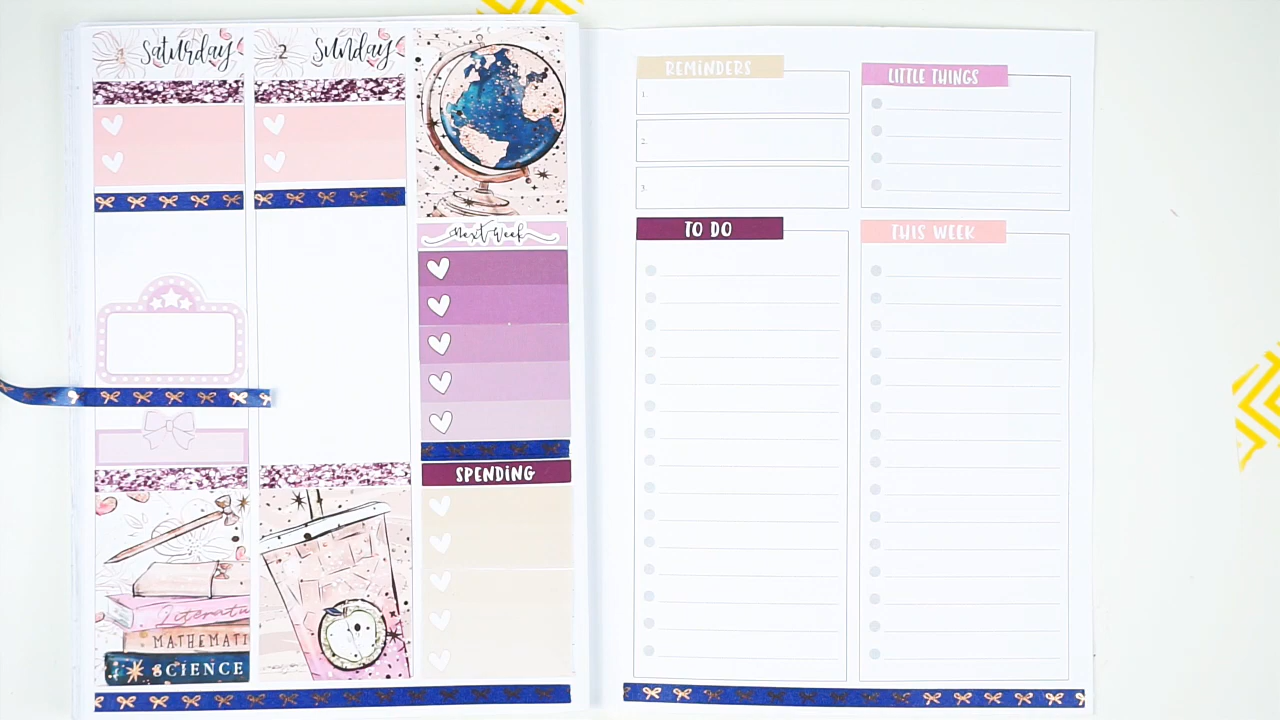 1 Saturday
2 Sunday
Next Week
SPENDING
Literatu
MATHEMATI
SCIENCE
REMINDERS
1.
2.
3.
LITTLE THINGS
TO DO
THIS WEEK